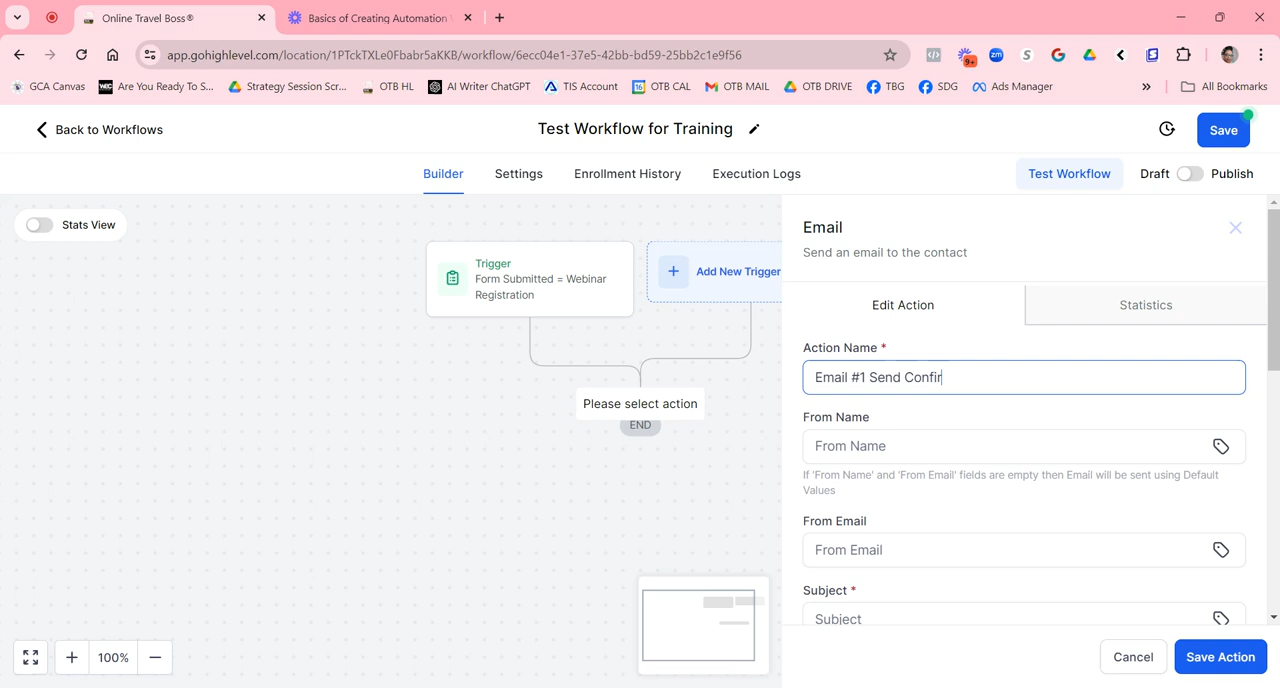 Online Travel Boss®
Basics of Creating Automation
app.gohighlevel.com/location/1PTckTXLe0Fbabr5aKKB/workflow/6ecc04e1-37e5-42bb-bd59-25bb2c1e9f56
9+
zm
S
GCA Canvas
WEC
Are You Ready To S...
Strategy Session Scr...
OTB HL
AI Writer ChatGPT
TIS Account
16
OTB CAL
OTB MAIL
OTB DRIVE
TBG
SDG
Ads Manager
All Bookmarks
Back to Workflows
Test Workflow for Training
Save
Builder
Settings
Enrollment History
Execution Logs
Test Workflow
Draft
Publish
Stats View
Trigger
Form Submitted = Webinar
Registration
Add New Trigger
Please select action
END
100%
Email
Send an email to the contact
Edit Action
Statistics
Action Name *
Email #1 Send Confir
From Name
From Name
If 'From Name' and 'From Email' fields are empty then Email will be sent using Default
Values
From Email
From Email
Subject *
Subject
Cancel
Save Action